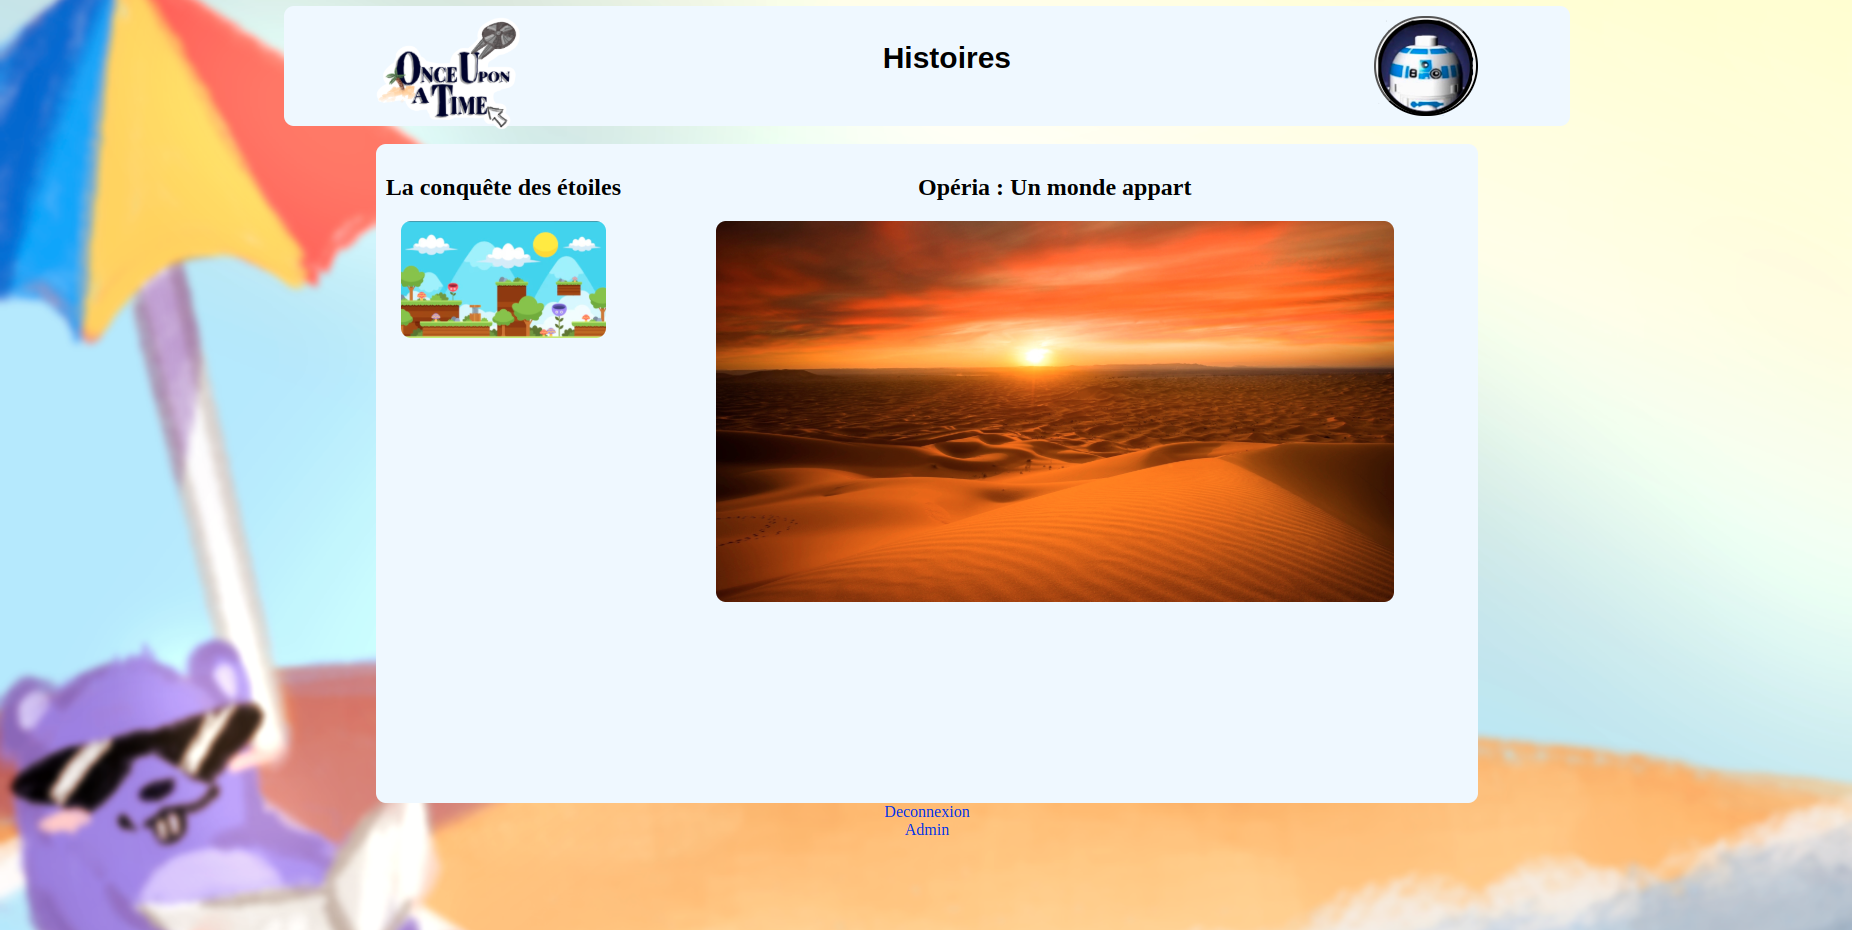 Once Upon
A Time
Histoires
La conquête des étoiles
Opéria : Un monde appart
Deconnexion
Admin